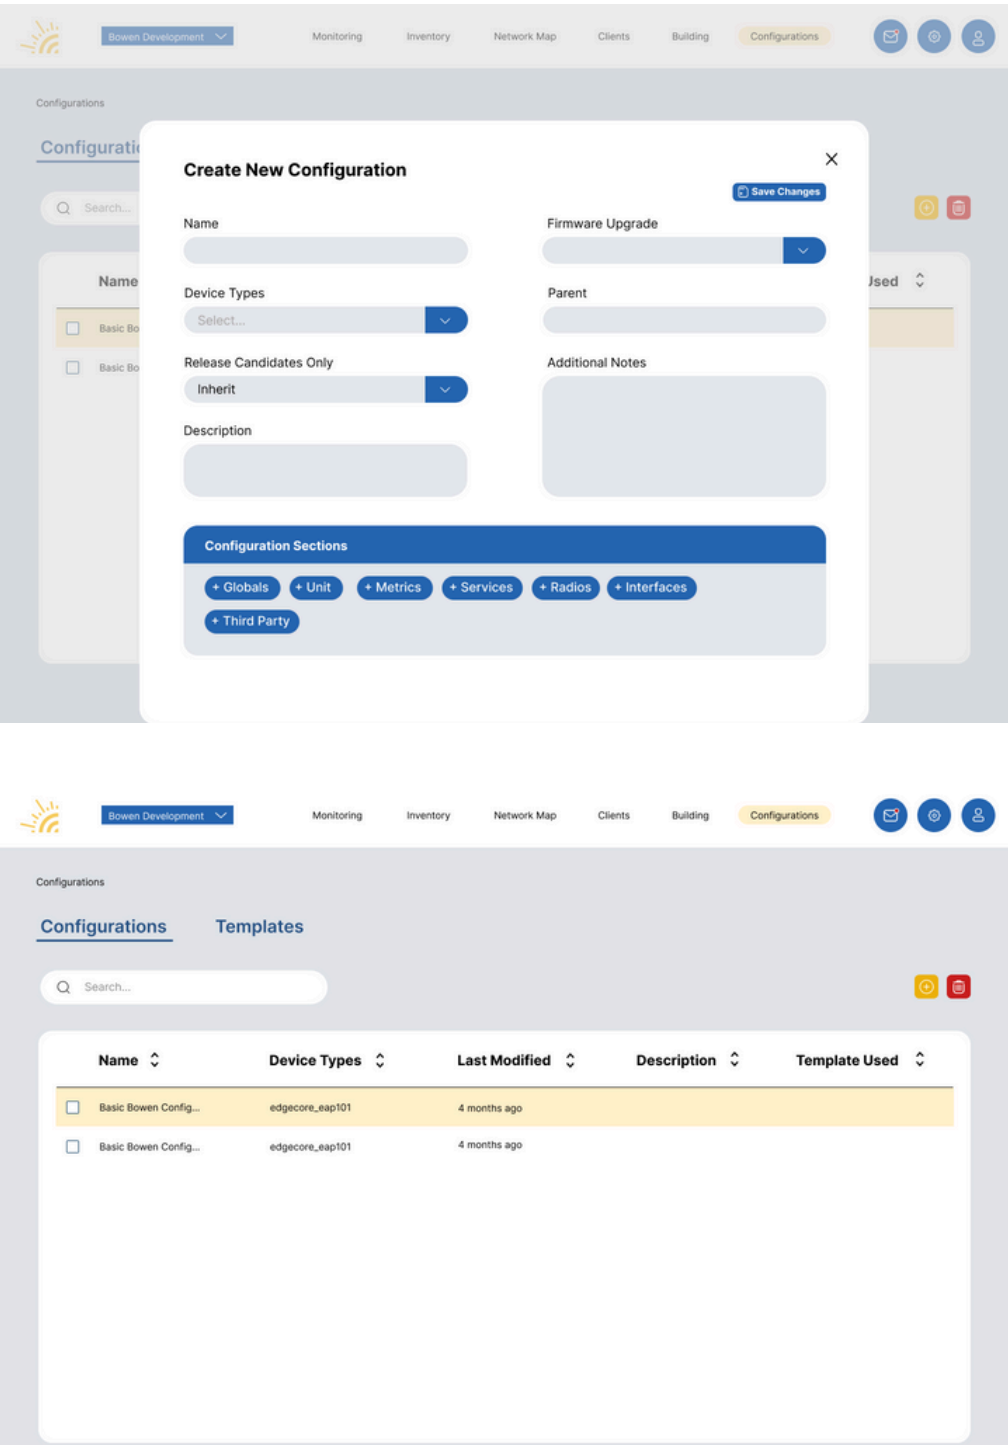 Bowen Development
Monitoring
Inventory
Network Map
Clients
Building
Configurations
Configurations
Configuratio
Create New Configuration
Save Changes
Search...
Name
Firmware Upgrade
Name
Used
Device Types
Parent
Select...
Basic Bo
Release Candidates Only
Additional Notes
Basic Bo
Inherit
Description
Configuration Sections
+ Globals
+ Unit
+ Metrics
+ Services
+ Radios
+ Interfaces
+ Third Party
Bowen Development
Monitoring
Inventory
Network Map
Clients
Building
Configurations
Configurations
Configurations
Templates
Search...
Name
Device Types
Last Modified
Description
Template Used
Basic Bowen Config...
edgecore_eap101
4 months ago
Basic Bowen Config...
edgecore_eap101
4 months ago